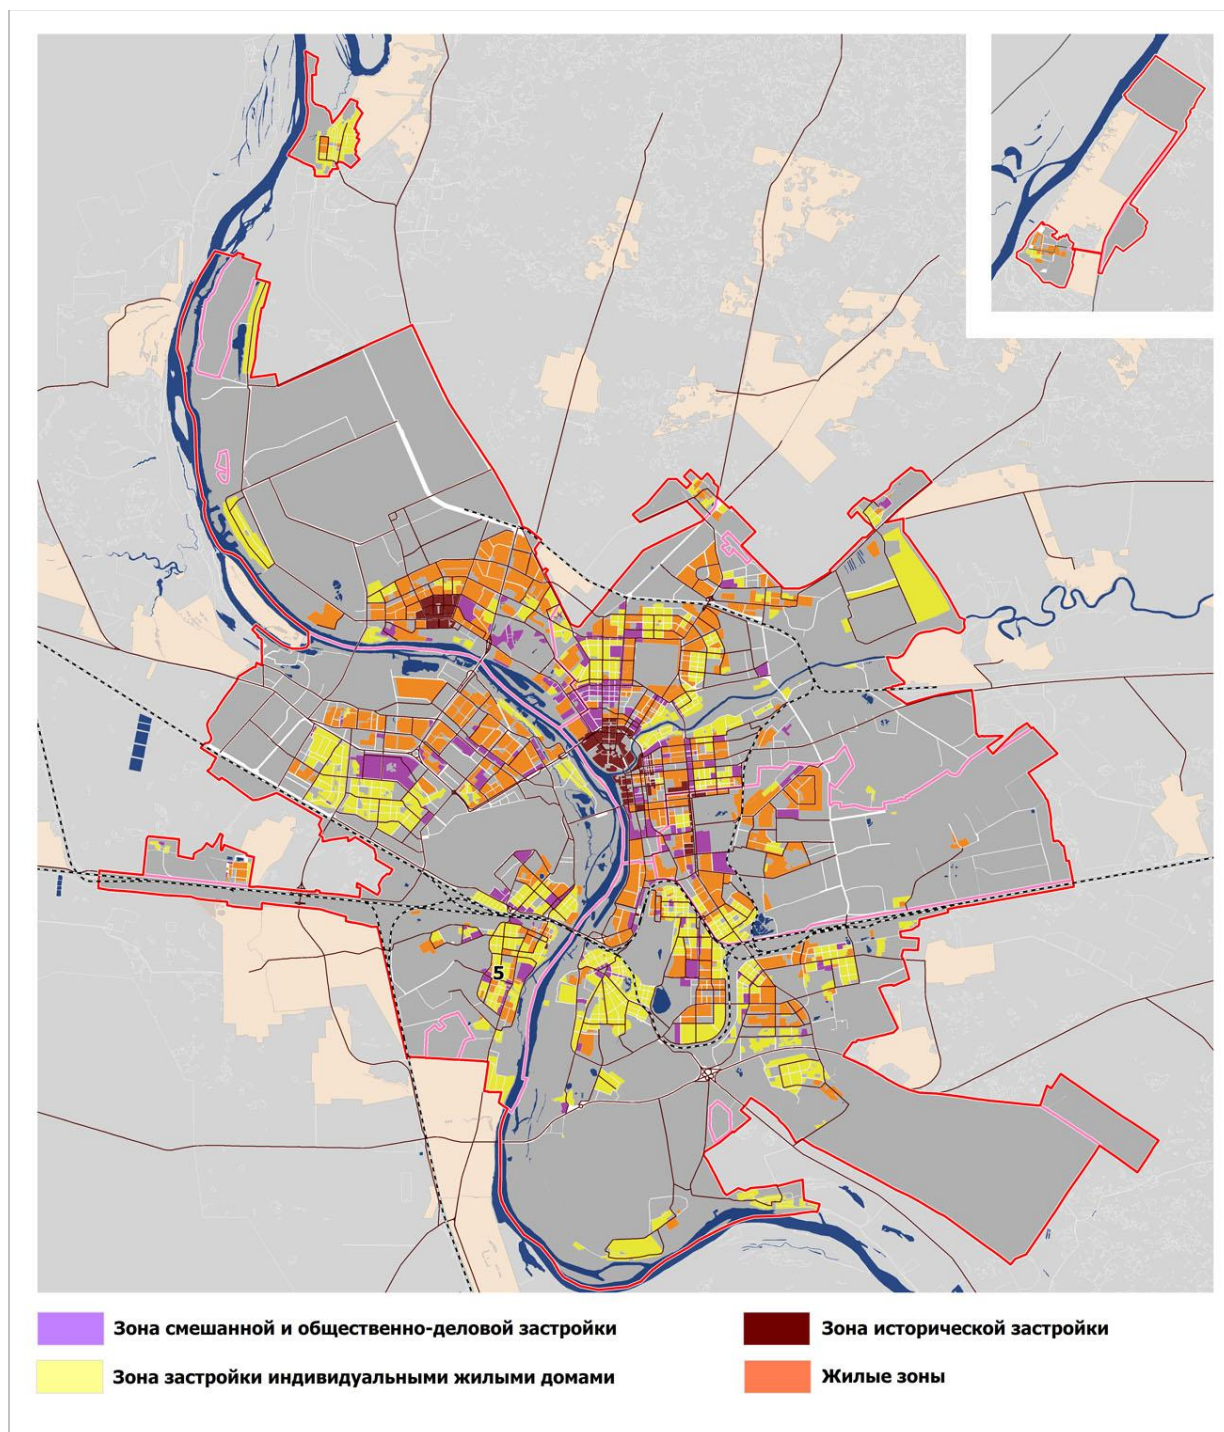 5
Зона смешанной и общественно-деловой застройки
Зона исторической застройки
Зона застройки индивидуальными жилыми домами
Жилые зоны